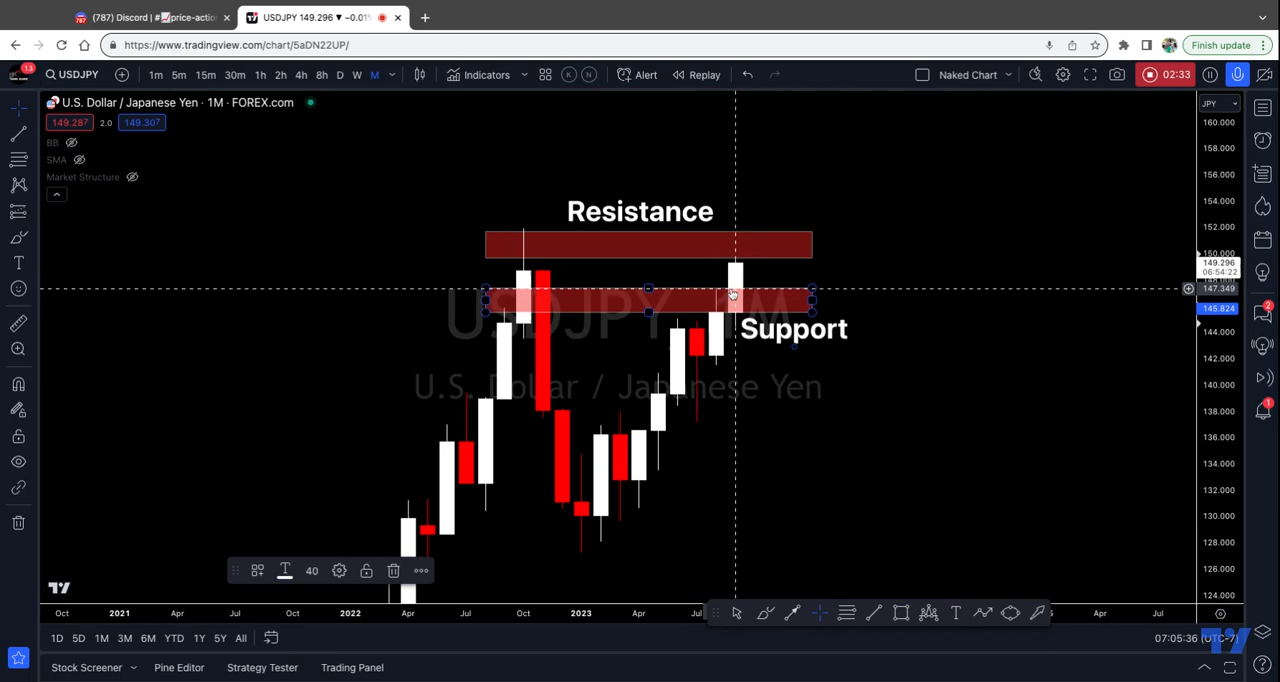 (787) Discord | #📈price-action
USDJPY 149.296 ▼ −0.01%
https://www.tradingview.com/chart/5aDN22UP/
Finish update
13
USDJPY
1m 5m 15m 30m 1h 2h 4h 8h D W M
Indicators
Alert
Replay
Naked Chart
02:33
U.S. Dollar / Japanese Yen · 1M · FOREX.com
149.287 2.0 149.307
BB
SMA
Market Structure
JPY
160.000
158.000
156.000
154.000
152.000
150.000
149.296
06:54:22
147.349
145.824
144.000
142.000
140.000
138.000
136.000
134.000
132.000
130.000
128.000
126.000
124.000
Resistance
USDJPY, 1M
Support
U.S. Dollar / Japanese Yen
2
1
40
Oct 2021 Apr Jul Oct 2022 Apr Jul Oct 2023 Apr Jul Apr Jul
1D 5D 1M 3M 6M YTD 1Y 5Y All
07:05:36 (UTC-7)
Stock Screener Pine Editor Strategy Tester Trading Panel